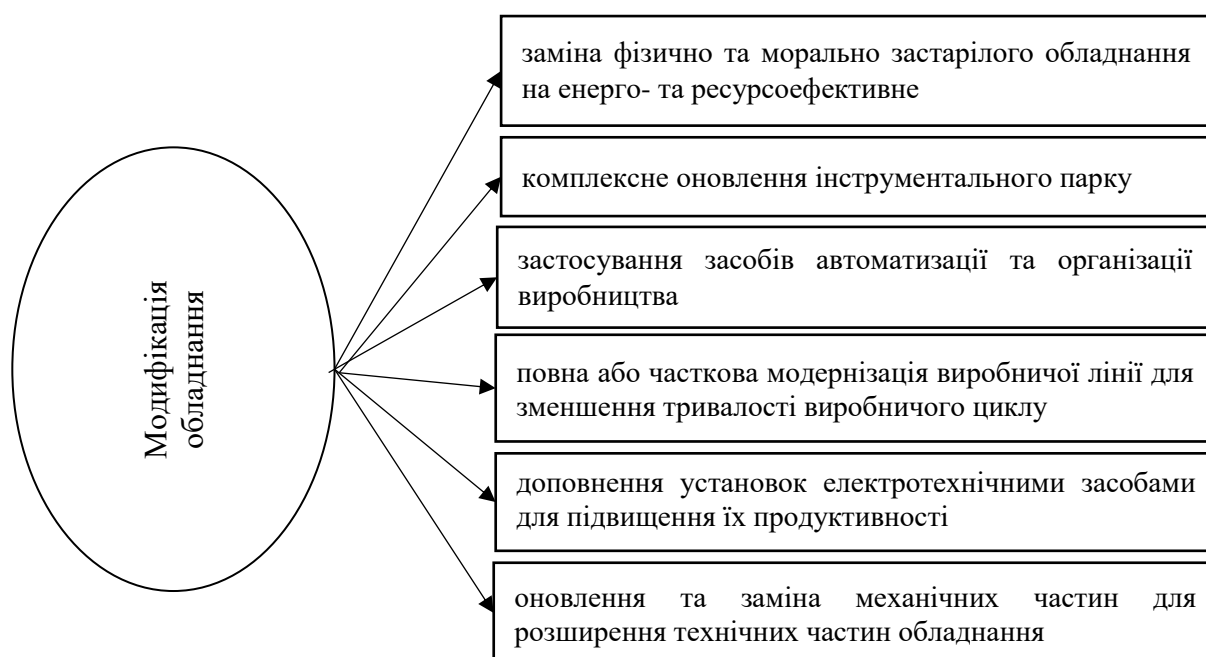 Модифікація
обладнання
заміна фізично та морально застарілого обладнання
на енерго- та ресурсоефективне
комплексне оновлення інструментального парку
застосування засобів автоматизації та організації
виробництва
повна або часткова модернізація виробничої лінії для
зменшення тривалості виробничого циклу
доповнення установок електротехнічними засобами
для підвищення їх продуктивності
оновлення та заміна механічних частин для
розширення технічних частин обладнання